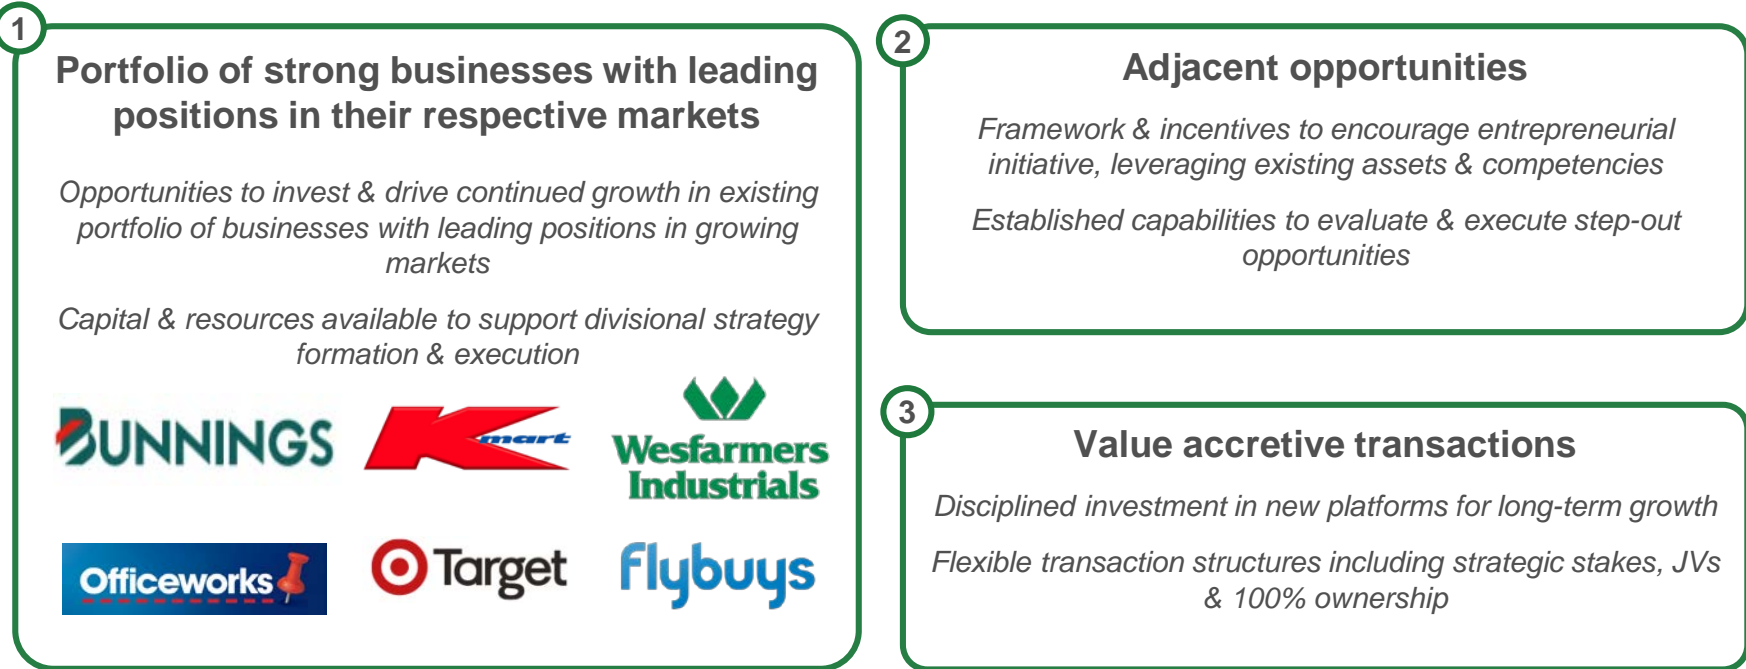 1
Portfolio of strong businesses with leading
positions in their respective markets
Opportunities to invest & drive continued growth in existing
portfolio of businesses with leading positions in growing
markets
Capital & resources available to support divisional strategy
formation & execution
BUNNINGS
Kmart
Wesfarmers
Industrials
Officeworks
Target
flybuys
2
Adjacent opportunities
Framework & incentives to encourage entrepreneurial
initiative, leveraging existing assets & competencies
Established capabilities to evaluate & execute step-out
opportunities
3
Value accretive transactions
Disciplined investment in new platforms for long-term growth
Flexible transaction structures including strategic stakes, JVs
& 100% ownership